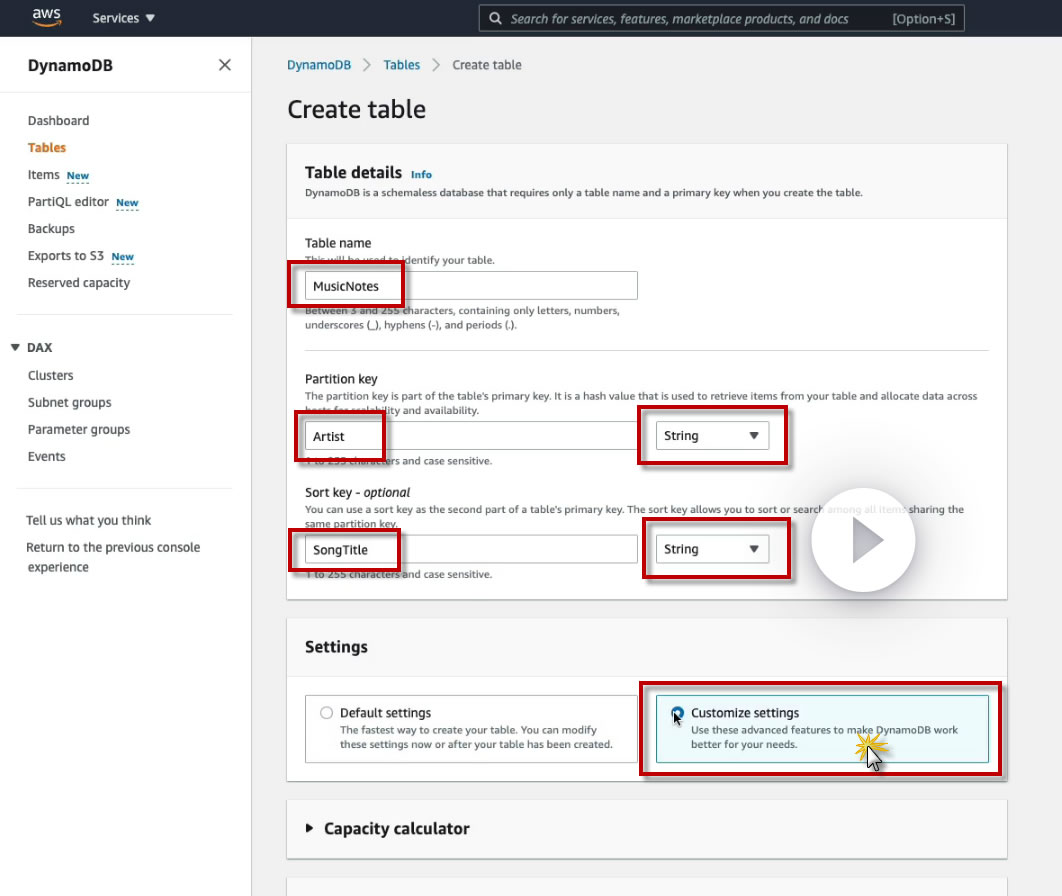 aws
Services ▼
Search for services, features, marketplace products, and docs [Option+S]
DynamoDB
Dashboard
Tables
Items New
PartiQL editor New
Backups
Exports to S3 New
Reserved capacity
DAX
Clusters
Subnet groups
Parameter groups
Events
Tell us what you think
Return to the previous console
experience
DynamoDB > Tables > Create table
Create table
Table details Info
DynamoDB is a schemaless database that requires only a table name and a primary key when you create the table.
Table name
This will be used to identify your table.
MusicNotes
Between 3 and 255 characters, containing only letters, numbers,
underscores (_), hyphens (-), and periods (.).
Partition key
The partition key is part of the table's primary key. It is a hash value that is used to retrieve items from your table and allocate data across
hosts for scalability and availability.
Artist String
1 to 255 characters and case sensitive.
Sort key - optional
You can use a sort key as the second part of a table's primary key. The sort key allows you to sort or search among all items sharing the
same partition key.
SongTitle String
1 to 255 characters and case sensitive.
Settings
Default settings
The fastest way to create your table. You can modify
these settings now or after your table has been created.
Customize settings
Use these advanced features to make DynamoDB work
better for your needs.
Capacity calculator